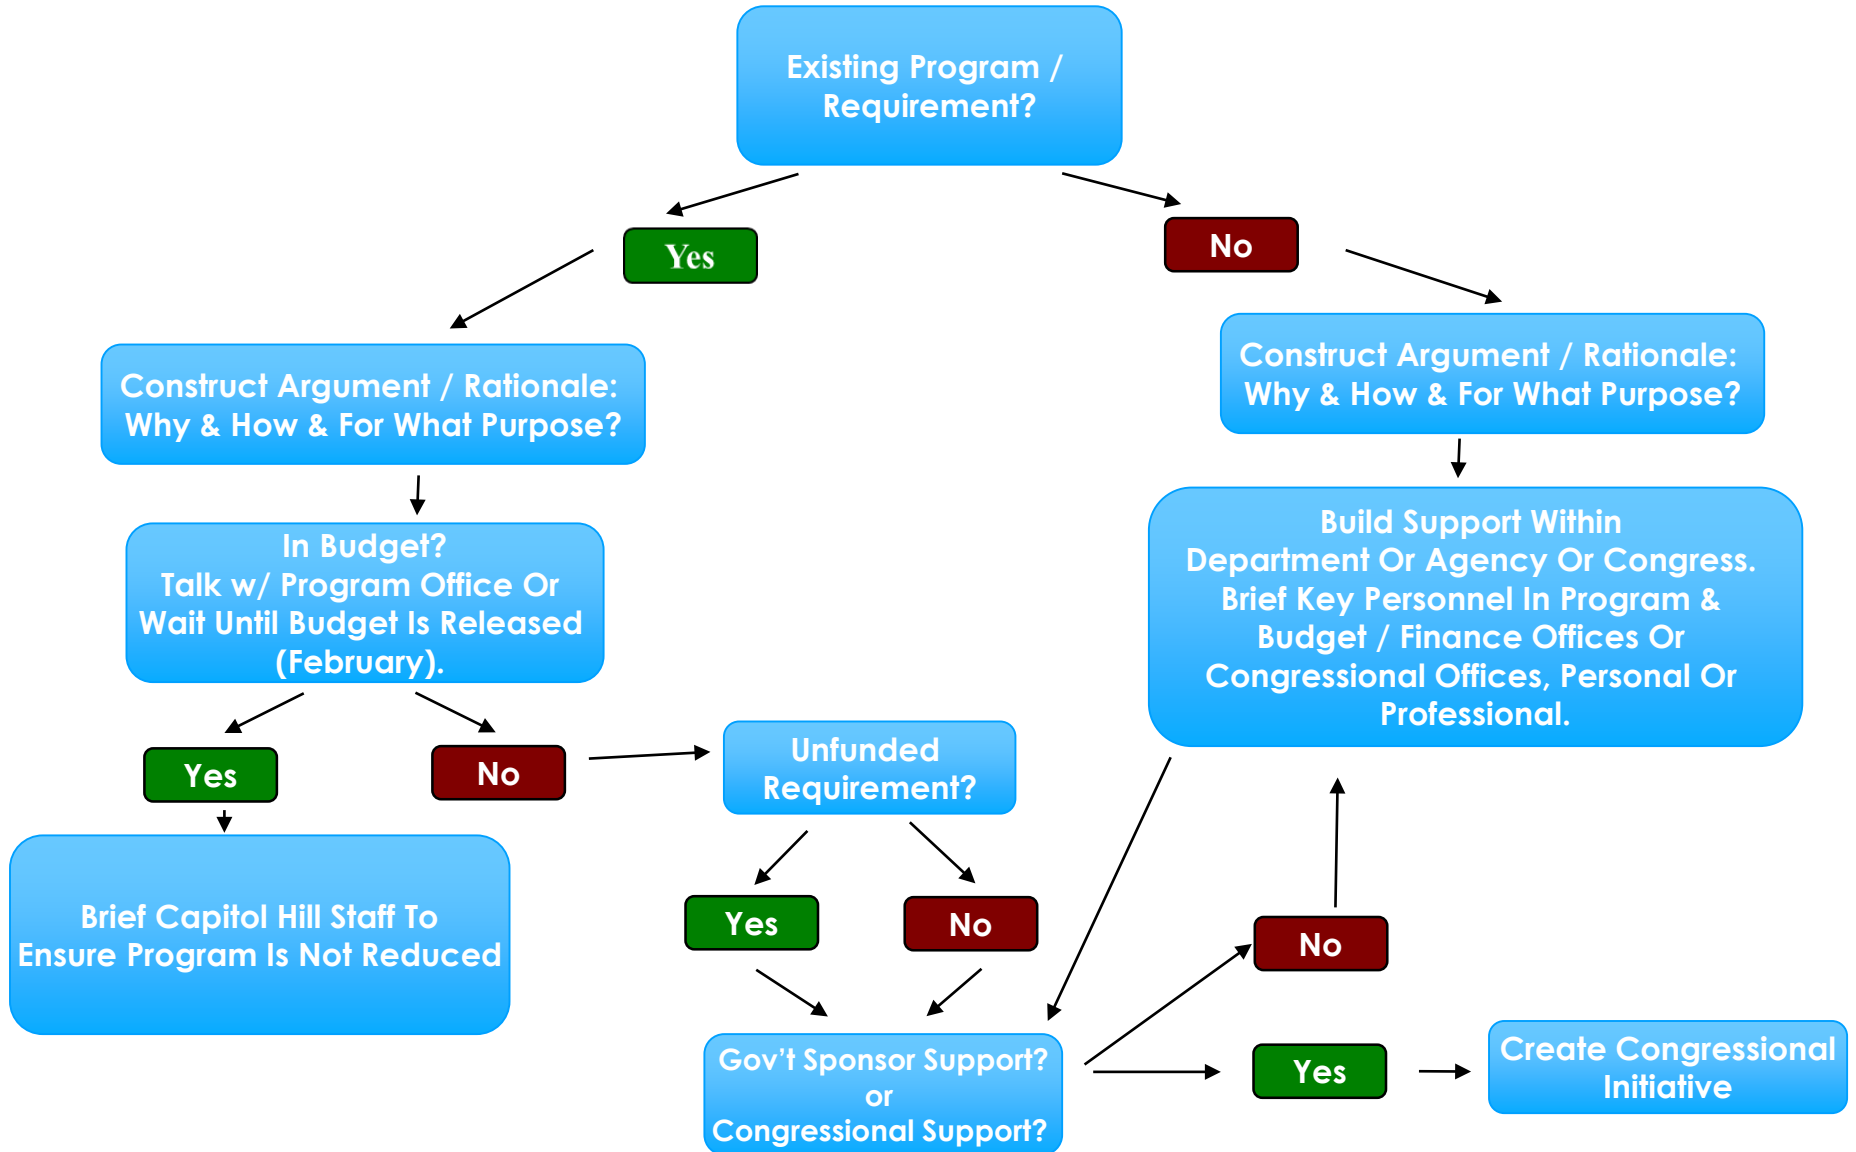 Existing Program /
Requirement?
Yes
No
Construct Argument / Rationale:
Why & How & For What Purpose?
Construct Argument / Rationale:
Why & How & For What Purpose?
In Budget?
Talk w/ Program Office Or
Wait Until Budget Is Released
(February).
Build Support Within
Department Or Agency Or Congress.
Brief Key Personnel In Program &
Budget / Finance Offices Or
Congressional Offices, Personal Or
Professional.
Yes
No
Unfunded
Requirement?
Brief Capitol Hill Staff To
Ensure Program Is Not Reduced
Yes
No
No
Gov’t Sponsor Support?
or
Congressional Support?
Yes
Create Congressional
Initiative